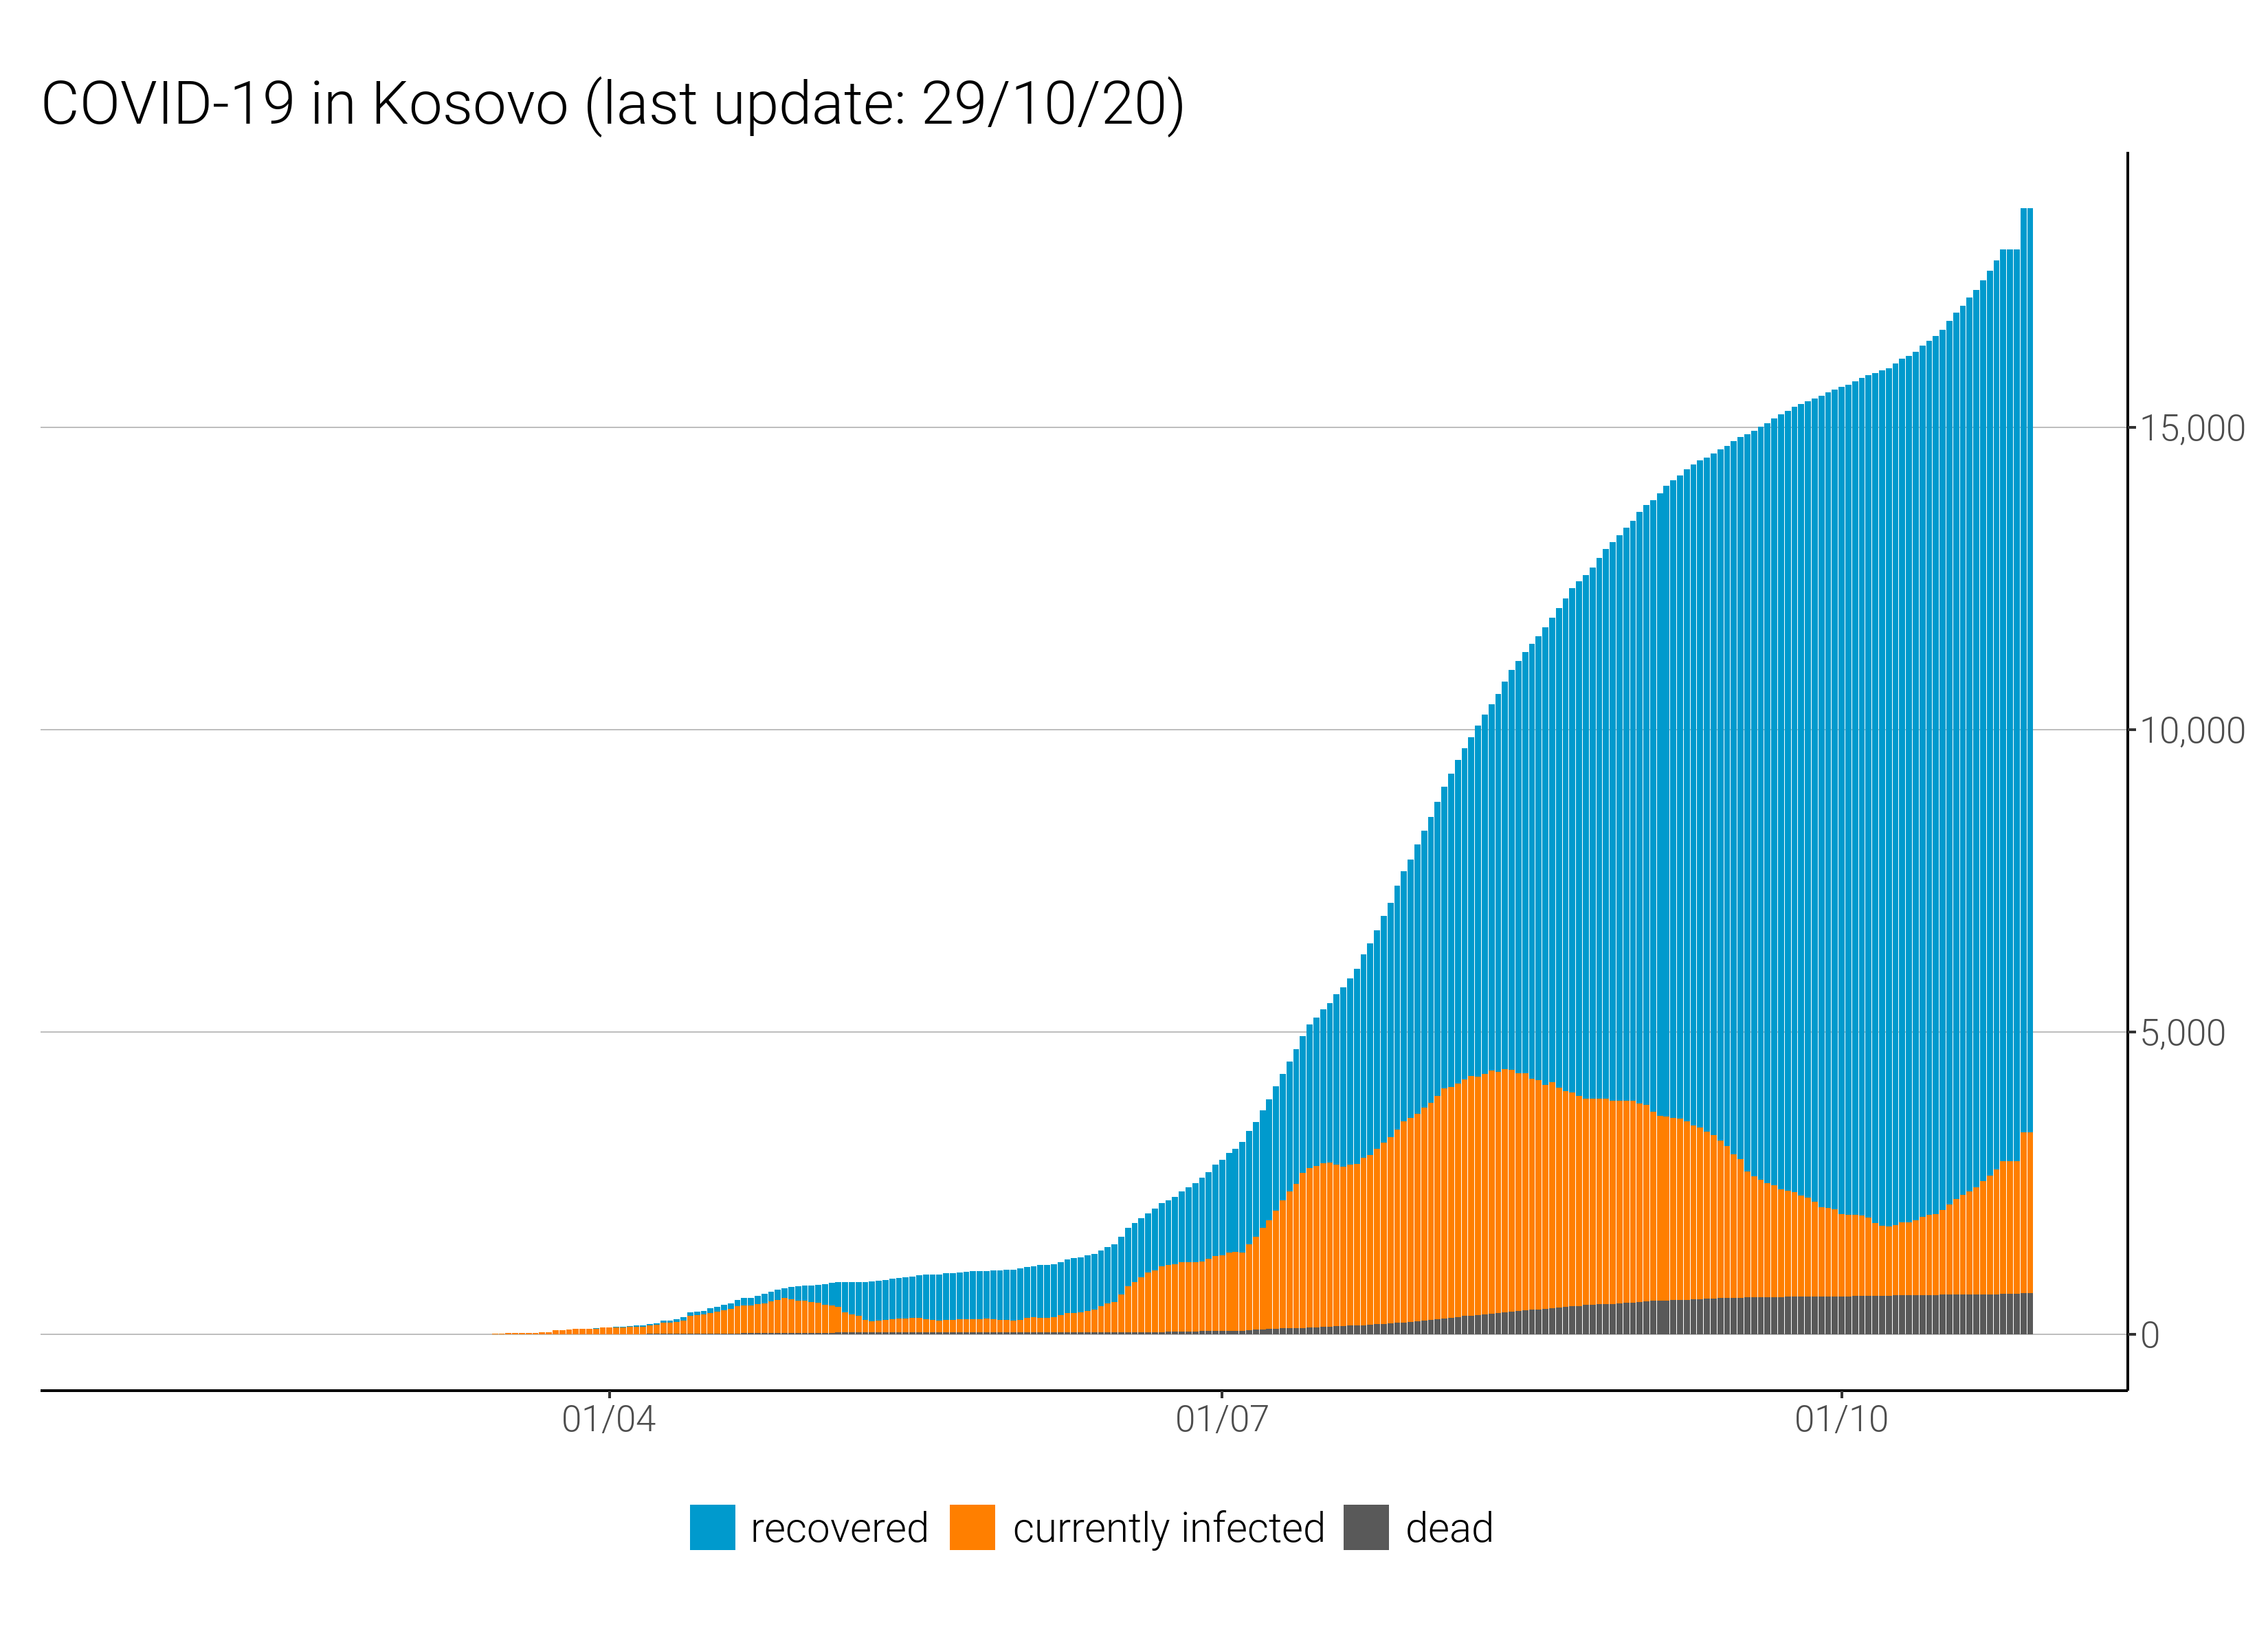 COVID-19 in Kosovo (last update: 29/10/20)
15,000
10,000
5,000
0
01/04 01/07 01/10
recovered currently infected dead